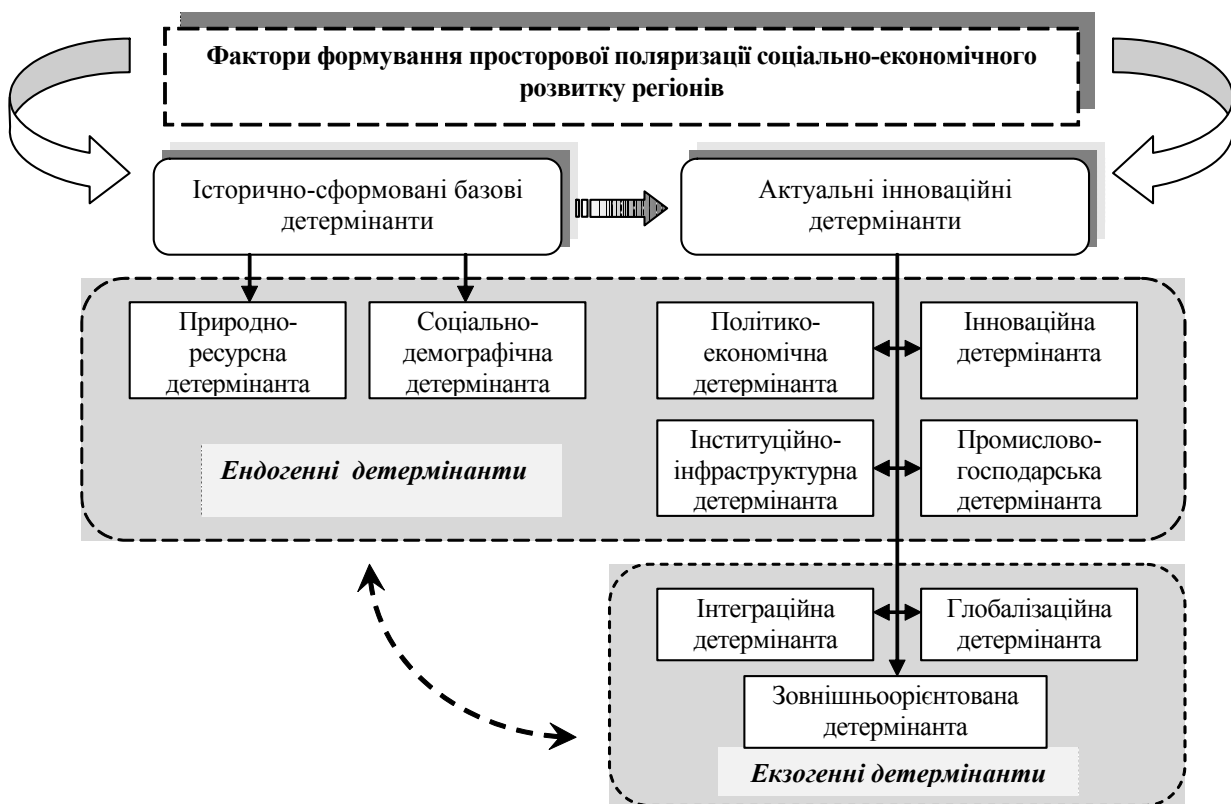 Фактори формування просторової поляризації соціально-економічного
розвитку регіонів
Історично-сформовані базові
детермінанти
Актуальні інноваційні
детермінанти
Природно-
ресурсна
детермінанта
Соціально-
демографічна
детермінанта
Політико-
економічна
детермінанта
Інноваційна
детермінанта
Ендогенні детермінанти
Інституційно-
інфраструктурна
детермінанта
Промислово-
господарська
детермінанта
Інтеграційна
детермінанта
Глобалізаційна
детермінанта
Зовнішньоорієнтована
детермінанта
Екзогенні детермінанти